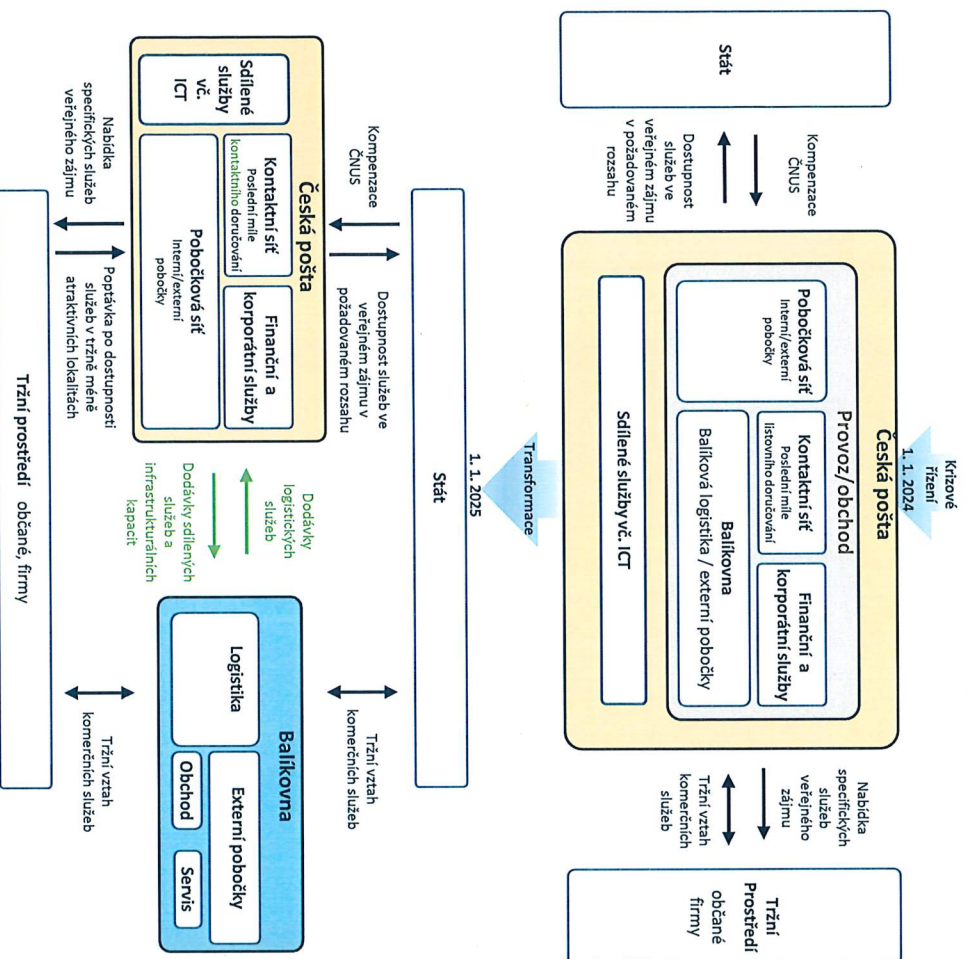 Krizové
řízení
1. 1. 2024
Stát
Kompenzace
ČNUS
Dostupnost
služeb ve
veřejném zájmu
v požadovaném
rozsahu
Česká pošta
Provoz/obchod
Pobočková síť
Interní/externí
pobočky
Kontaktní síť
Poslední míle
listovního doručování
Finanční a
korporátní služby
Balíkovna
Balíková logistika / externí pobočky
Sdílené služby vč. ICT
Nabídka
specifických
služeb
veřejného
zájmu
Tržní vztah
komerčních
služeb
Tržní
Prostředí
občané
firmy
Transformace
1. 1. 2025
Stát
Kompenzace
ČNUS
Dostupnost služeb ve
veřejném zájmu v
požadovaném rozsahu
Tržní vztah
komerčních služeb
Česká pošta
Sdílené
služby
vč.
ICT
Kontaktní síť
Poslední míle
kontaktního doručování
Finanční a
korporátní služby
Pobočková síť
Interní/externí
pobočky
Dodávky
logistických
služeb
Dodávky sdílených
služeb a
infrastrukturálních
kapacit
Balíkovna
Logistika
Externí pobočky
Obchod
Servis
Nabídka
specifických služeb
veřejného zájmu
Poptávka po dostupnosti
služeb v tržně méně
atraktivních lokalitách
Tržní vztah
komerčních služeb
Tržní prostředí občané, firmy